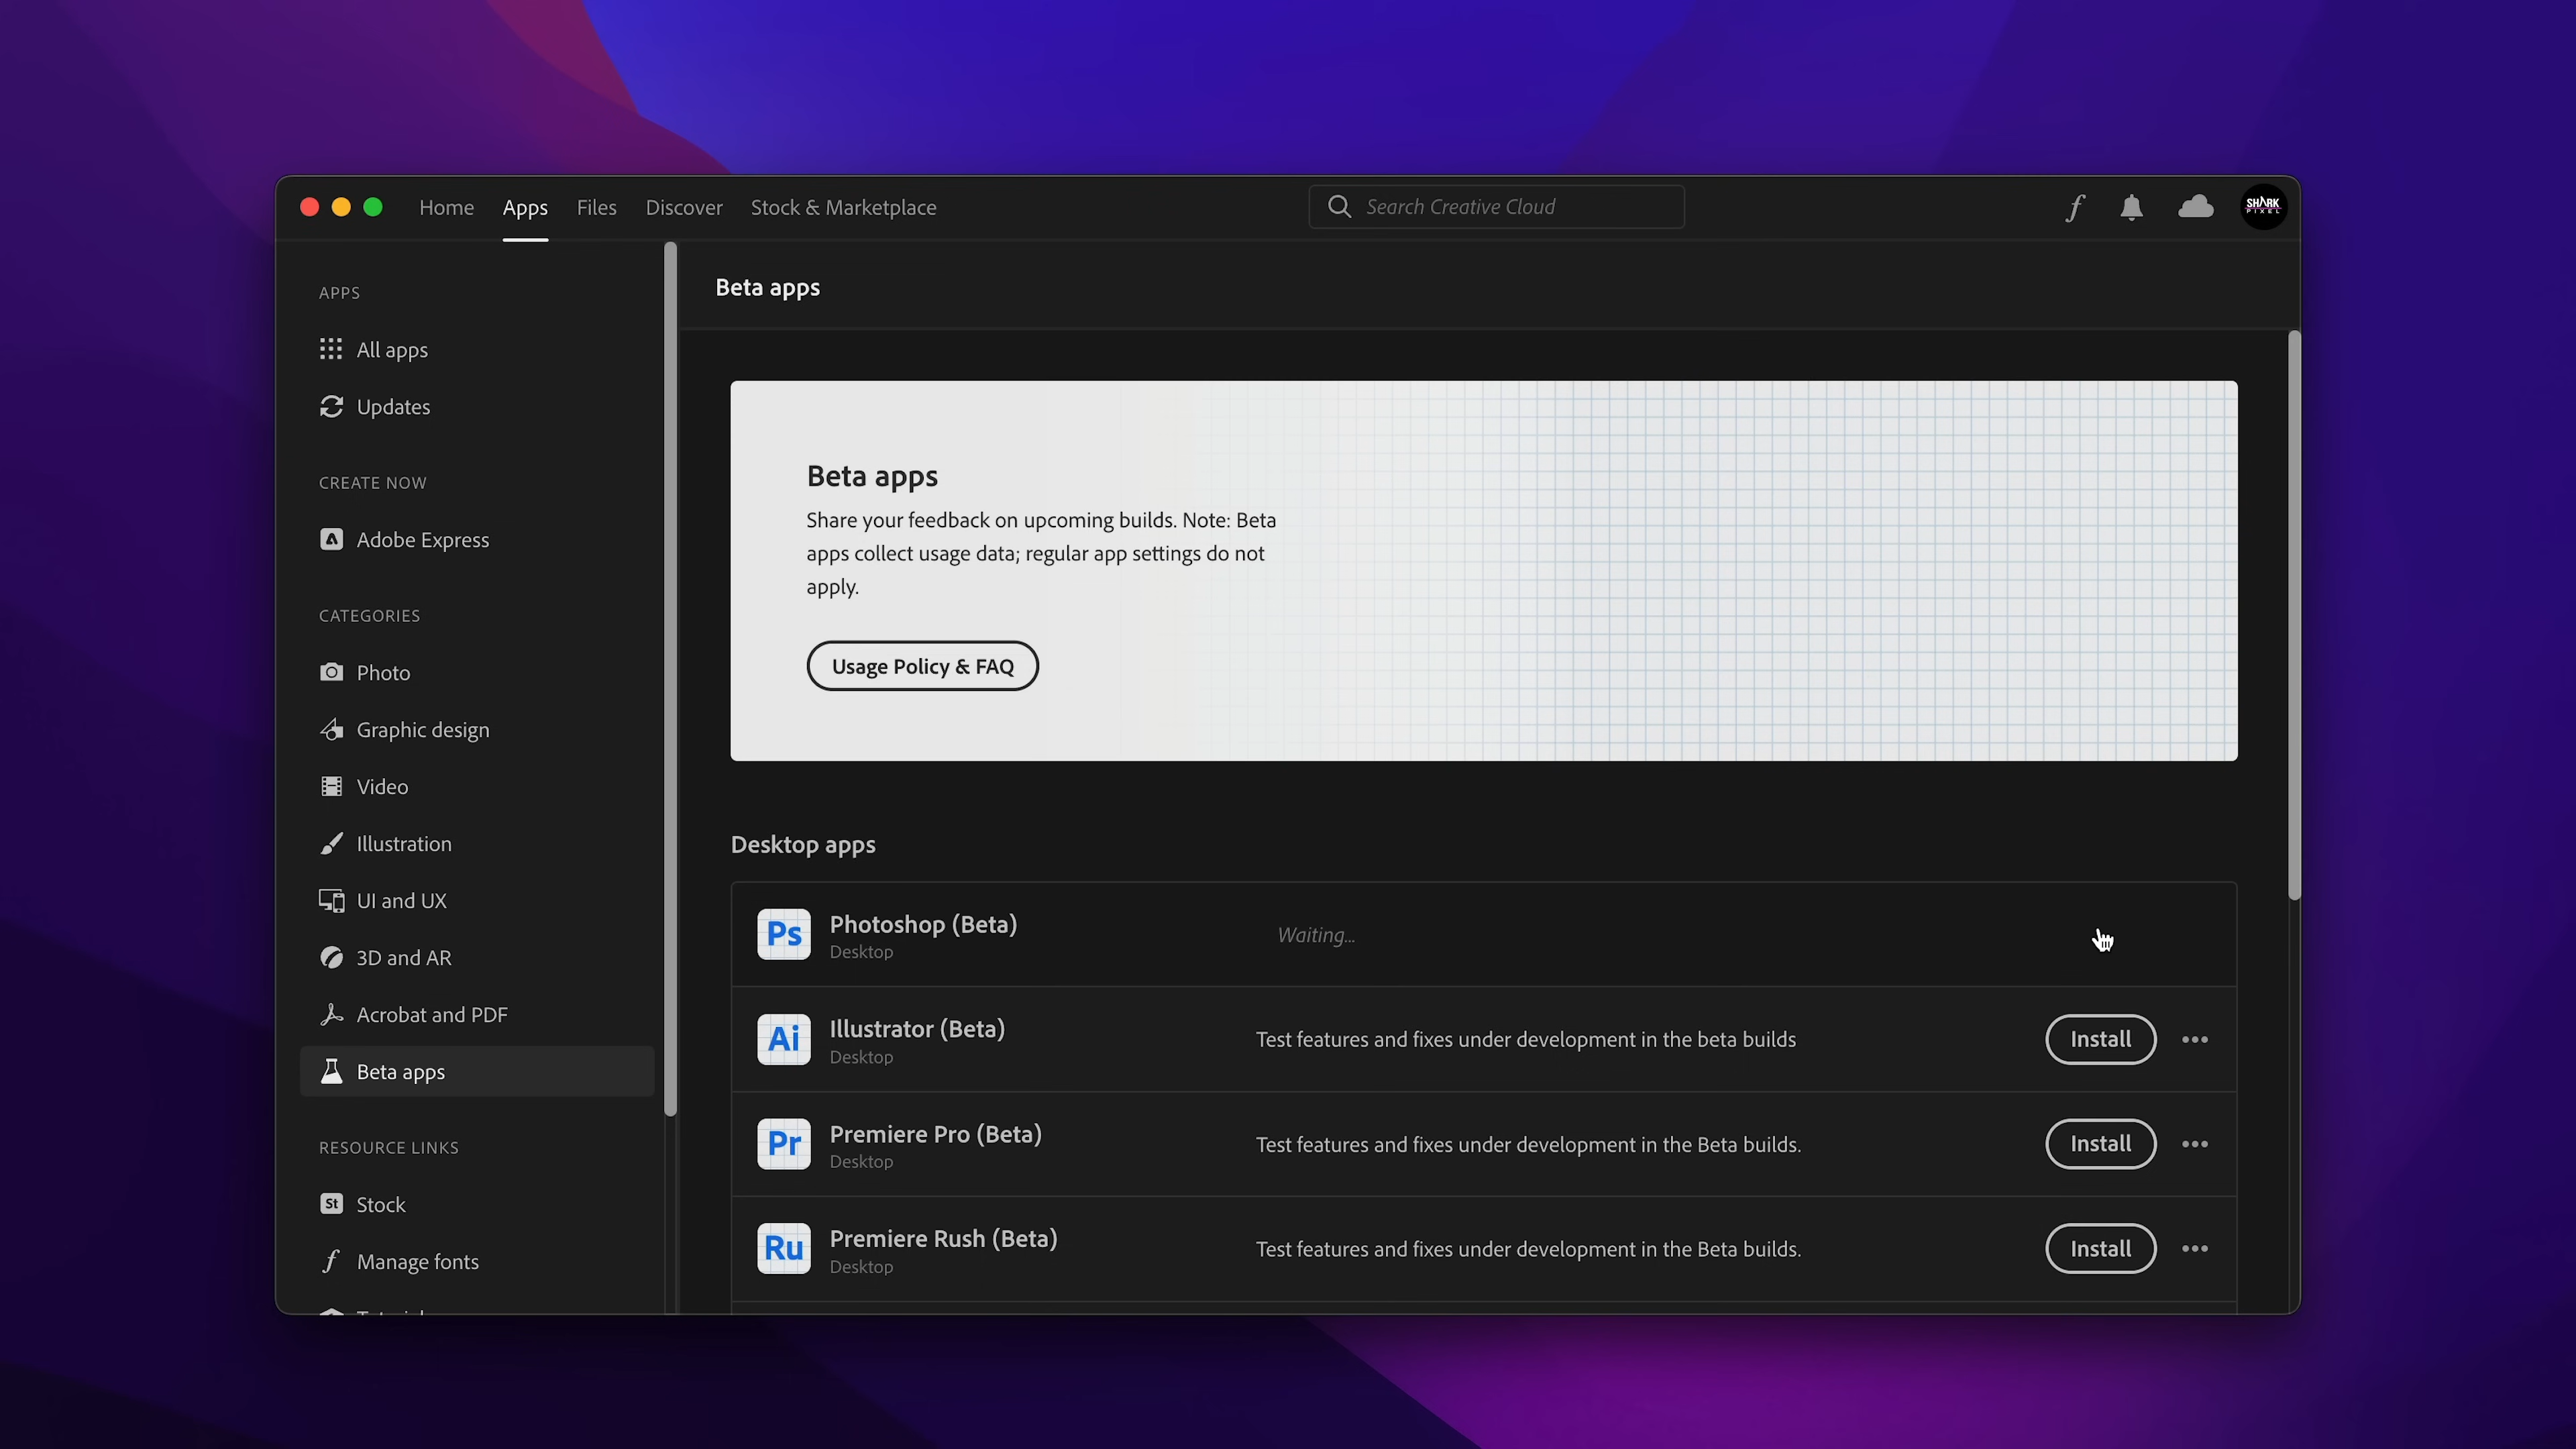 Home Apps Files Discover Stock & Marketplace
Search Creative Cloud
SHARK
PIXEL
APPS
All apps
Updates
CREATE NOW
Adobe Express
CATEGORIES
Photo
Graphic design
Video
Illustration
UI and UX
3D and AR
Acrobat and PDF
Beta apps
RESOURCE LINKS
St Stock
Manage fonts
Beta apps
Beta apps
Share your feedback on upcoming builds. Note: Beta
apps collect usage data; regular app settings do not
apply.
Usage Policy & FAQ
Desktop apps
Ps Photoshop (Beta)
Desktop
Waiting...
Ai Illustrator (Beta)
Desktop
Test features and fixes under development in the beta builds
Install
Pr Premiere Pro (Beta)
Desktop
Test features and fixes under development in the Beta builds.
Install
Ru Premiere Rush (Beta)
Desktop
Test features and fixes under development in the Beta builds.
Install